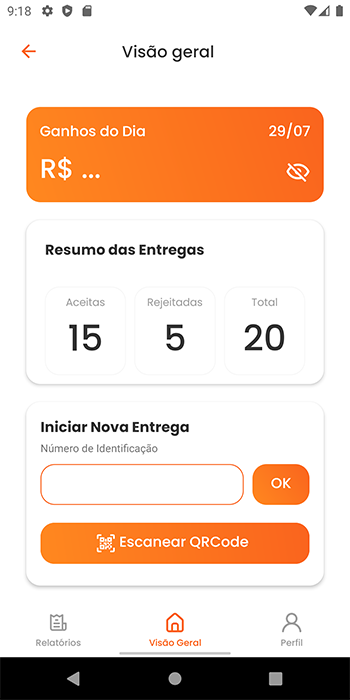 9:18
Visão geral
Ganhos do Dia 29/07
R$ ...
Resumo das Entregas
Aceitas Rejeitadas Total
15 5 20
Iniciar Nova Entrega
Número de Identificação
OK
Escanear QRCode
Relatórios Visão Geral Perfil